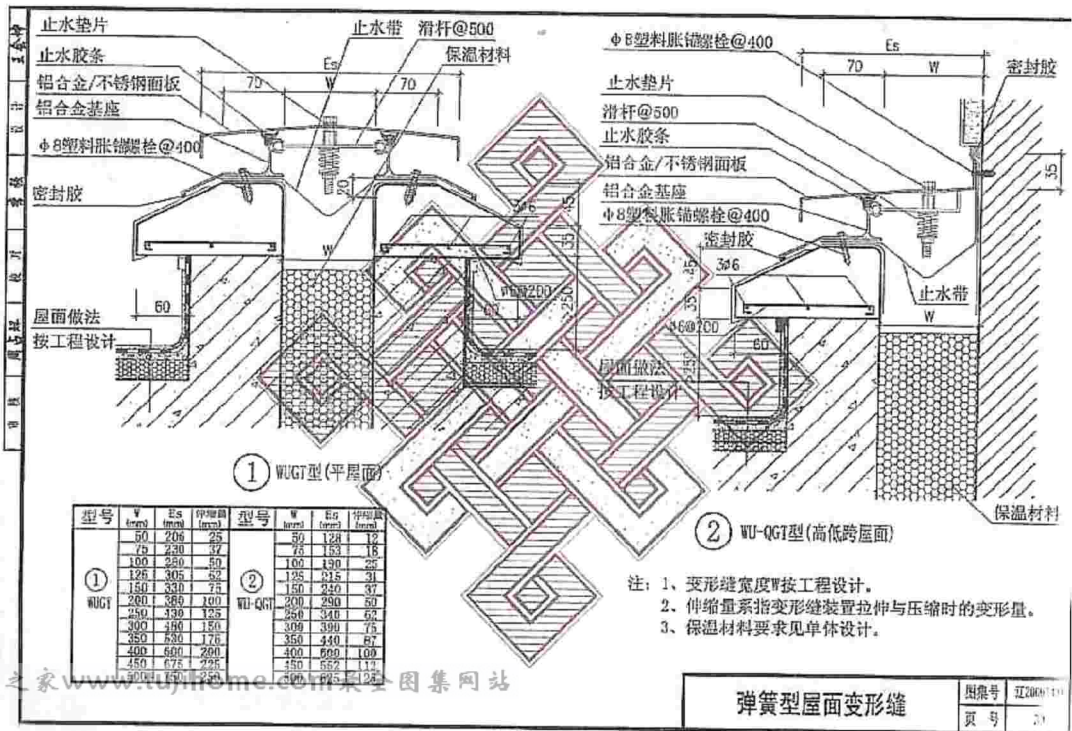 止水垫片
止水胶条
铝合金/不锈钢面板
铝合金基座
φ8塑料胀锚螺栓@400
密封胶
止水带
滑杆@500
保温材料
Es
70
W
70
20
W
60
屋面做法
按工程设计
3φ6
45
35
250
φ6@200
60
① WUGT型(平屋面)
φ8塑料胀锚螺栓@400
止水垫片
滑杆@500
止水胶条
铝合金/不锈钢面板
铝合金基座
φ8塑料胀锚螺栓@400
密封胶
3φ6
Es
70
W
密封胶
35
止水带
W
35
φ6@200
60
屋面做法
按工程设计
保温材料
② WU-QGT型(高低跨屋面)
型号 W(mm) Es(mm) 伸缩量(mm) 型号 W(mm) Es(mm) 伸缩量(mm)
① WUGT
② WU-QGT
50 206 25 50 128 12
75 230 37 75 153 18
100 280 50 100 190 25
125 305 62 125 215 31
150 330 75 150 240 37
200 380 100 200 290 50
250 430 125 250 340 62
300 480 150 300 390 75
350 530 175 350 440 87
400 600 200 400 500 100
450 675 225 450 562
500 250 500 625
注：1、变形缝宽度W按工程设计。
2、伸缩量系指变形缝装置拉伸与压缩时的变形量。
3、保温材料要求见单体设计。
弹簧型屋面变形缝
图集号
页 号
审核
校对
设计
之家www.tujihome.com最全图集网站